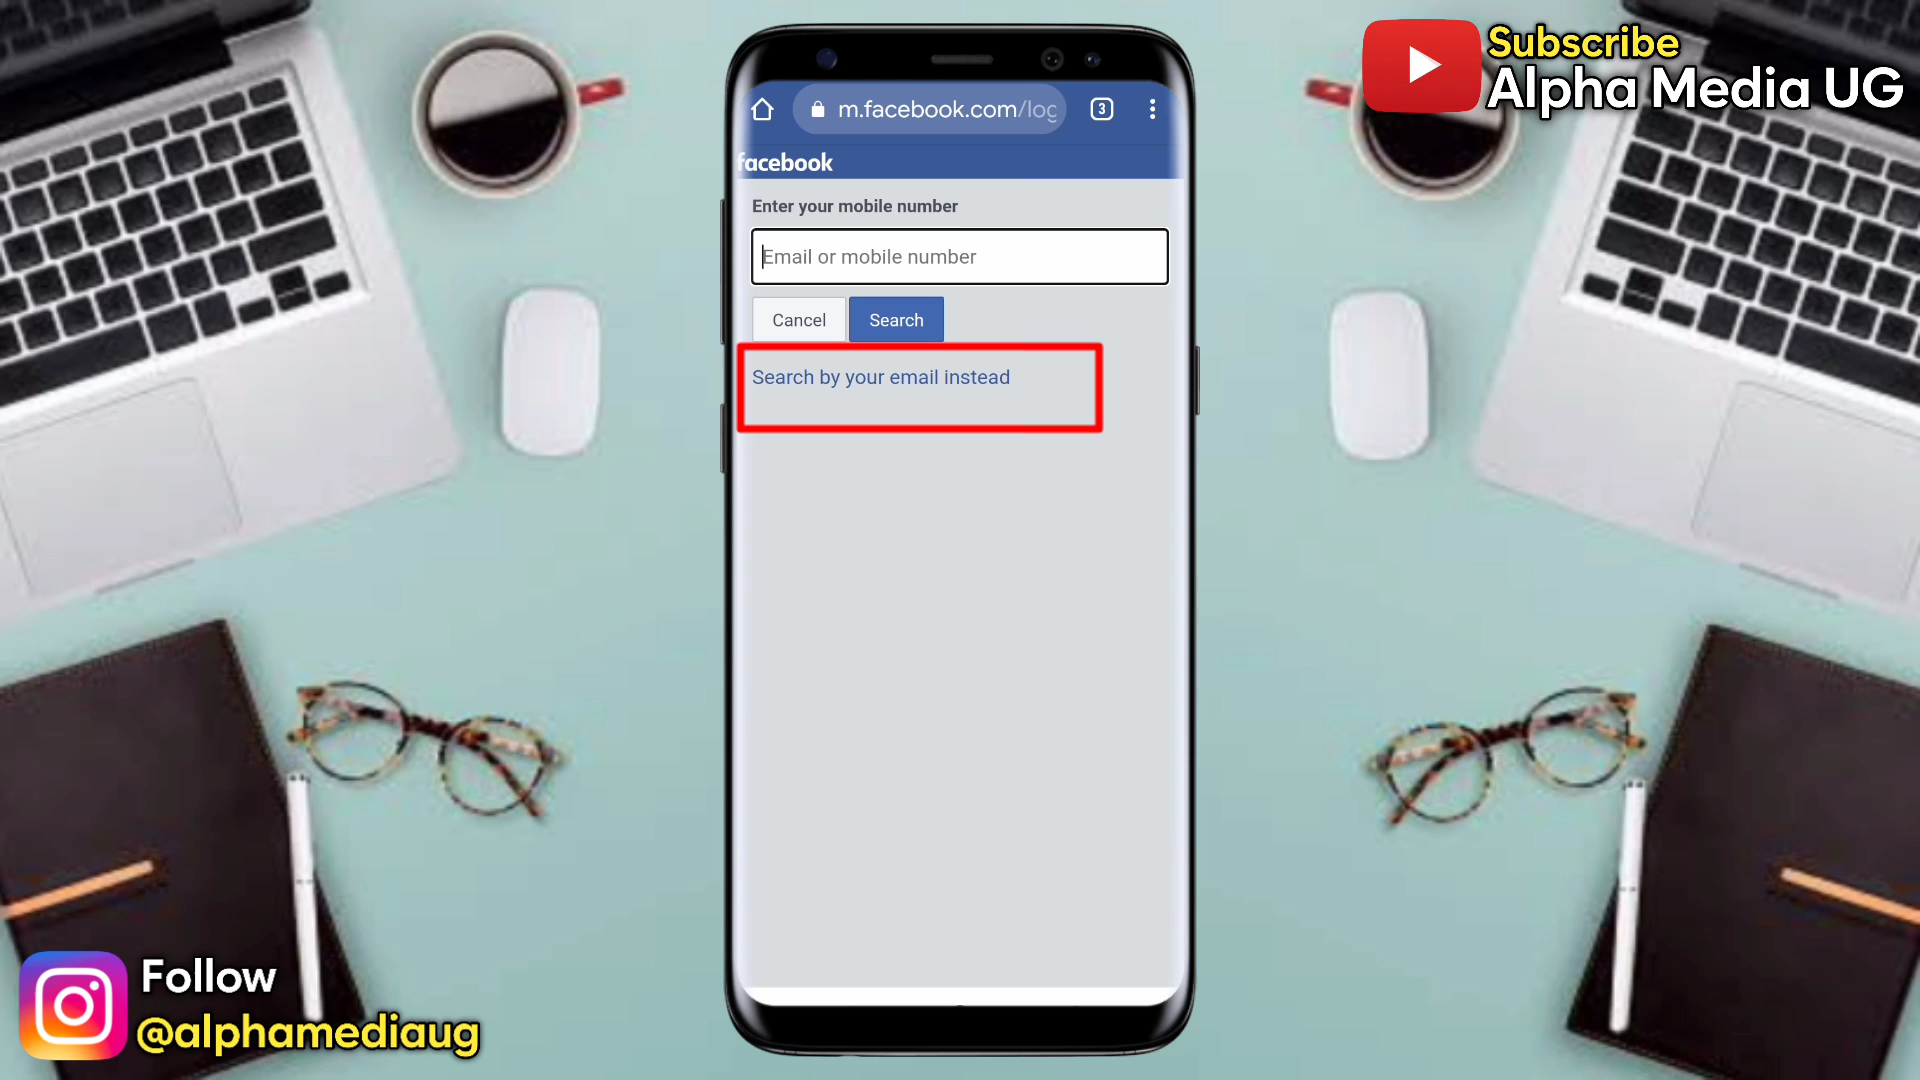 Subscribe
Alpha Media UG
m.facebook.com/log
3
facebook
Enter your mobile number
Email or mobile number
Cancel
Search
Search by your email instead
Follow
@alphamediaug